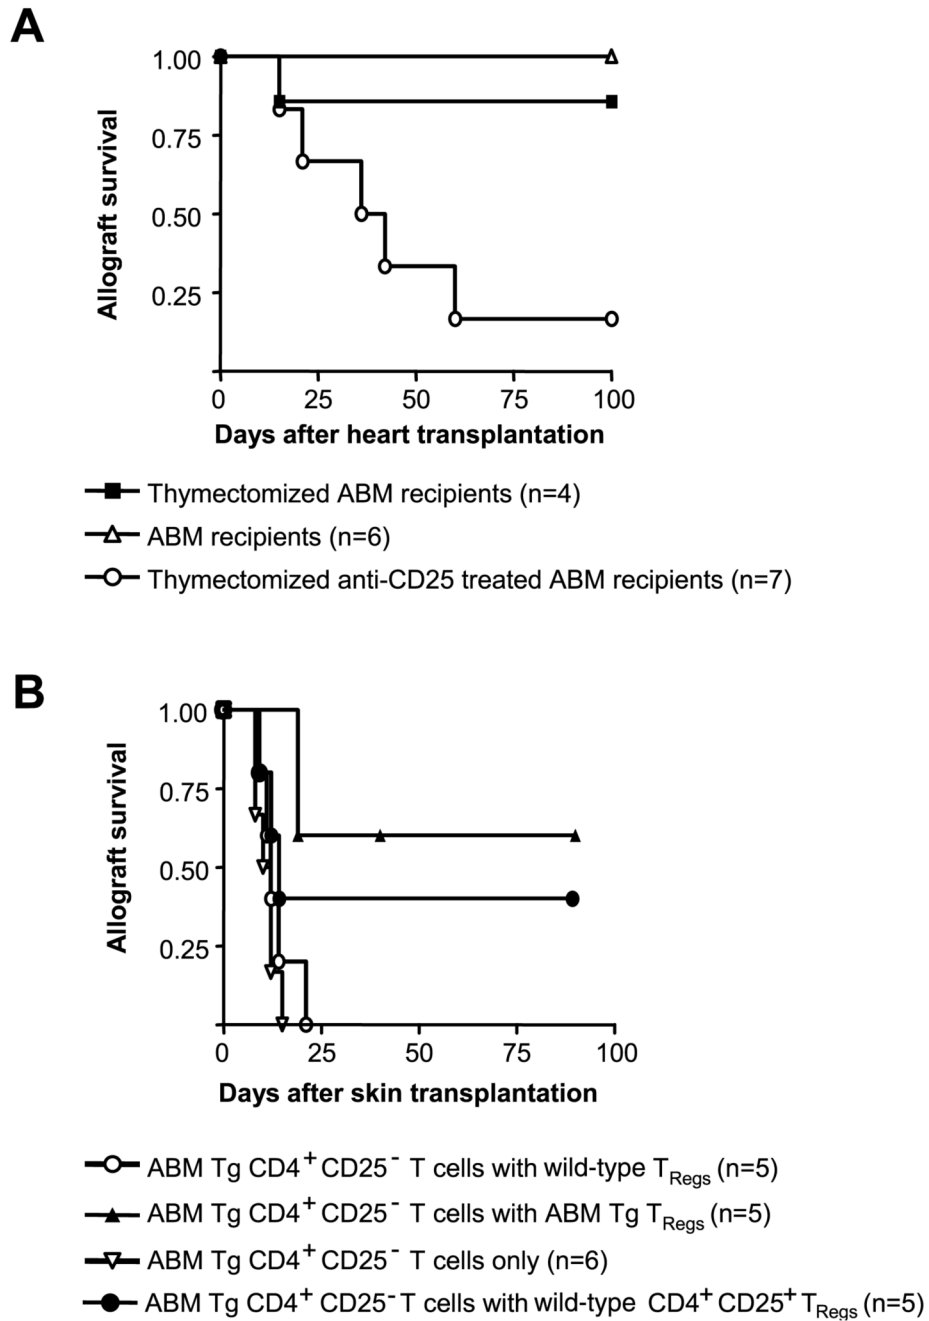 A
1.00
0.75
0.50
0.25
Allograft survival
0 25 50 75 100
Days after heart transplantation
Thymectomized ABM recipients (n=4)
ABM recipients (n=6)
Thymectomized anti-CD25 treated ABM recipients (n=7)
B
1.00
0.75
0.50
0.25
Allograft survival
0 25 50 75 100
Days after skin transplantation
ABM Tg CD4+ CD25- T cells with wild-type TRegs (n=5)
ABM Tg CD4+ CD25- T cells with ABM Tg TRegs (n=5)
ABM Tg CD4+ CD25- T cells only (n=6)
ABM Tg CD4+ CD25- T cells with wild-type CD4+ CD25+ TRegs (n=5)